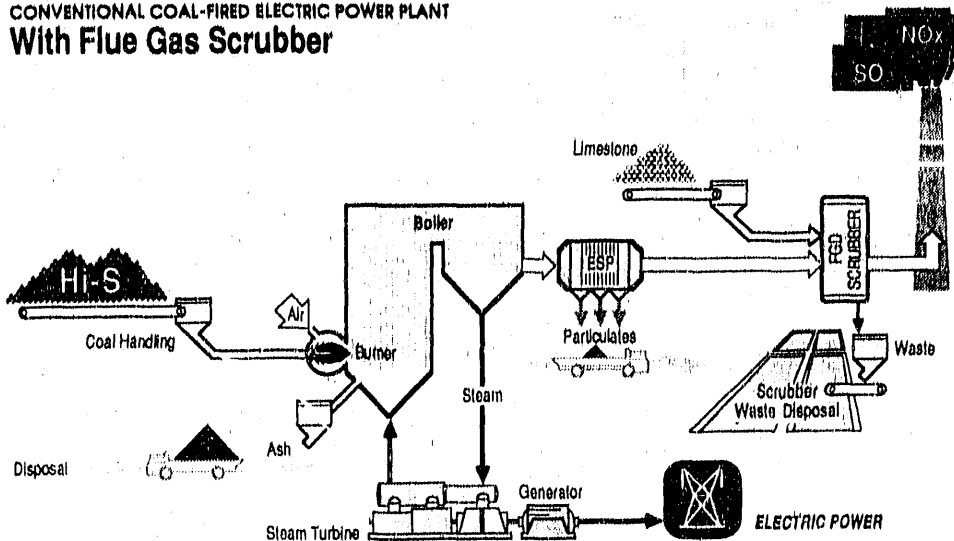 CONVENTIONAL COAL-FIRED ELECTRIC POWER PLANT
With Flue Gas Scrubber
NOx
SO
Limestone
Boiler
FGD
SCRUBBER
ESP
Hi-S
Air
Coal Handling
Burner
Particulates
Waste
Steam
Scrubber
Waste Disposal
Ash
Disposal
Generator
Steam Turbine
ELECTRIC POWER